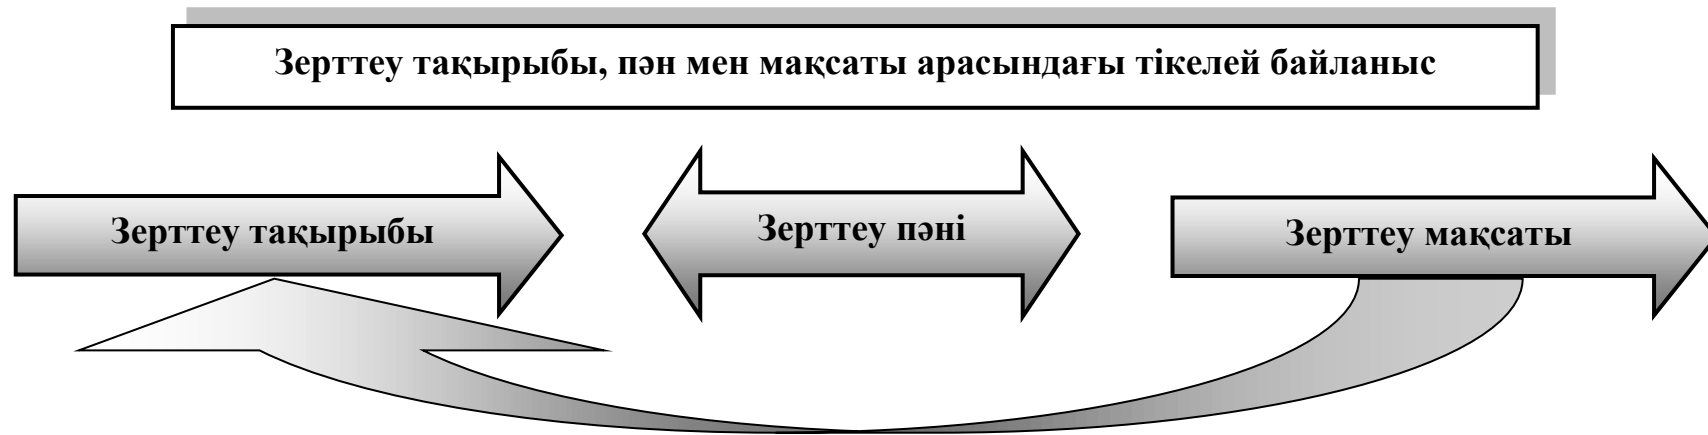 Зерттеу тақырыбы, пән мен мақсаты арасындағы тікелей байланыс
Зерттеу тақырыбы
Зерттеу пәні
Зерттеу мақсаты